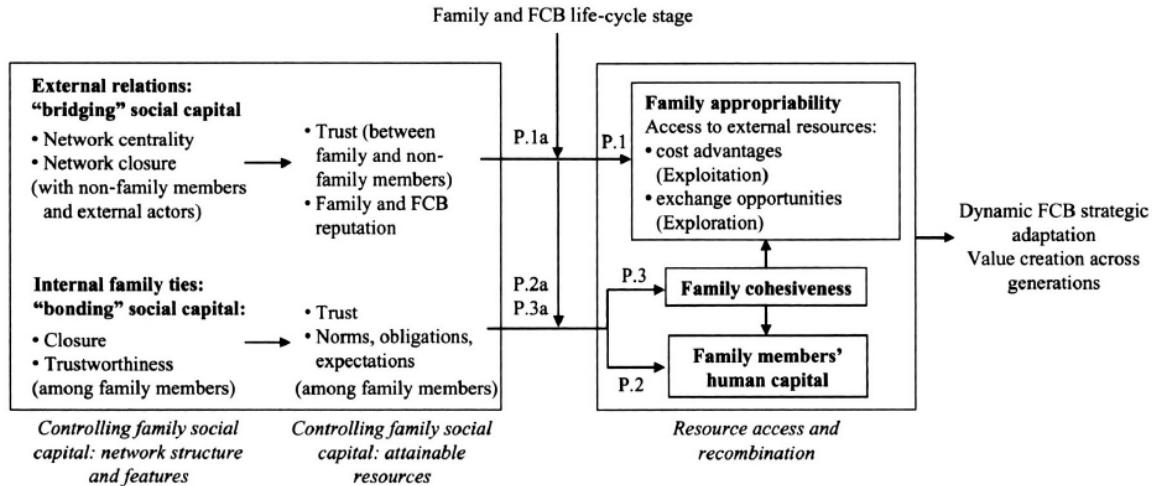 Family and FCB life-cycle stage
External relations:
“bridging” social capital
• Network centrality
• Network closure
(with non-family members
and external actors)
• Trust (between
family and non-
family members)
• Family and FCB
reputation
P.1a
P.1
Family appropriability
Access to external resources:
• cost advantages
(Exploitation)
• exchange opportunities
(Exploration)
Internal family ties:
“bonding” social capital:
• Closure
• Trustworthiness
(among family members)
• Trust
• Norms, obligations,
expectations
(among family members)
P.2a
P.3a
P.3
Family cohesiveness
P.2
Family members’
human capital
Dynamic FCB strategic
adaptation
Value creation across
generations
Controlling family social
capital: network structure
and features
Controlling family social
capital: attainable
resources
Resource access and
recombination